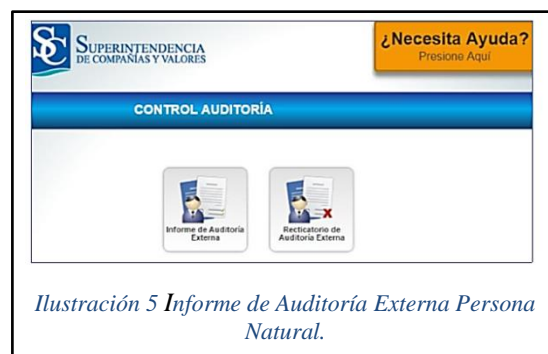 SC SUPERINTENDENCIA
DE COMPAÑÍAS Y VALORES
¿Necesita Ayuda?
Presione Aquí
CONTROL AUDITORÍA
Informe de Auditoría
Externa
Recticatorio de
Auditoría Externa
Ilustración 5 Informe de Auditoría Externa Persona
Natural.